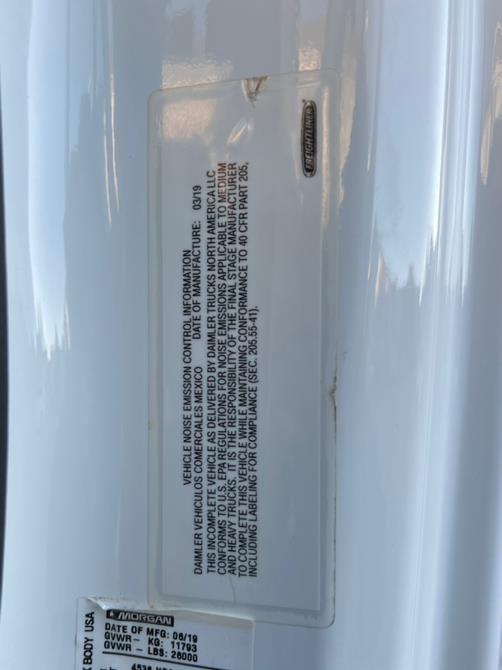 FREIGHTLINER
VEHICLE NOISE EMISSION CONTROL INFORMATION
DAIMLER VEHICULOS COMERCIALES MEXICO DATE OF MANUFACTURE: 03/19
THIS INCOMPLETE VEHICLE AS DELIVERED BY DAIMLER TRUCKS NORTH AMERICA LLC
CONFORMS TO U.S. EPA REGULATIONS FOR NOISE EMISSIONS APPLICABLE TO MEDIUM
AND HEAVY TRUCKS. IT IS THE RESPONSIBILITY OF THE FINAL STAGE MANUFACTURER
TO COMPLETE THIS VEHICLE WHILE MAINTAINING CONFORMANCE TO 40 CFR PART 205,
INCLUDING LABELING FOR COMPLIANCE (SEC. 205.55-41).
BODY USA
MORGAN
DATE OF MFG: 06/19
GVWR - KG: 11793
GVWR - LBS: 26000